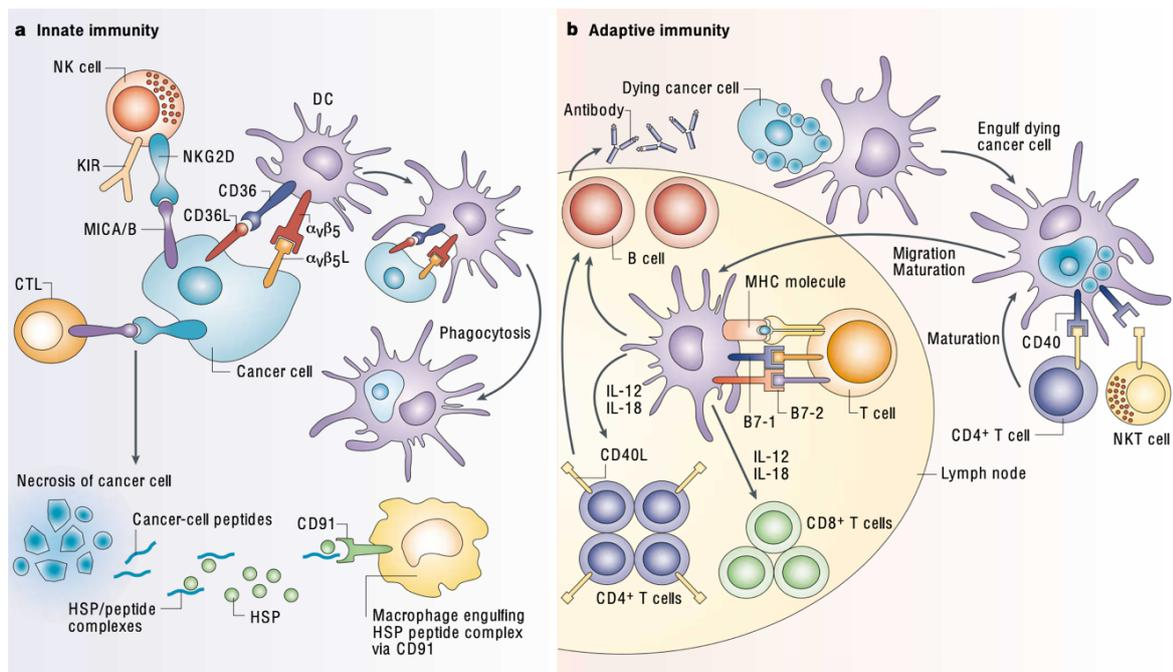 a Innate immunity
NK cell
DC
KIR
NKG2D
CD36
CD36L
αvβ5
MICA/B
αvβ5L
CTL
Phagocytosis
Cancer cell
Necrosis of cancer cell
Cancer-cell peptides
CD91
HSP/peptide
complexes
HSP
Macrophage engulfing
HSP peptide complex
via CD91
b Adaptive immunity
Dying cancer cell
Antibody
Engulf dying
cancer cell
B cell
Migration
Maturation
MHC molecule
Maturation
CD40
IL-12
IL-18
B7-1
B7-2
T cell
CD4+ T cell
NKT cell
CD40L
IL-12
IL-18
Lymph node
CD8+ T cells
CD4+ T cells